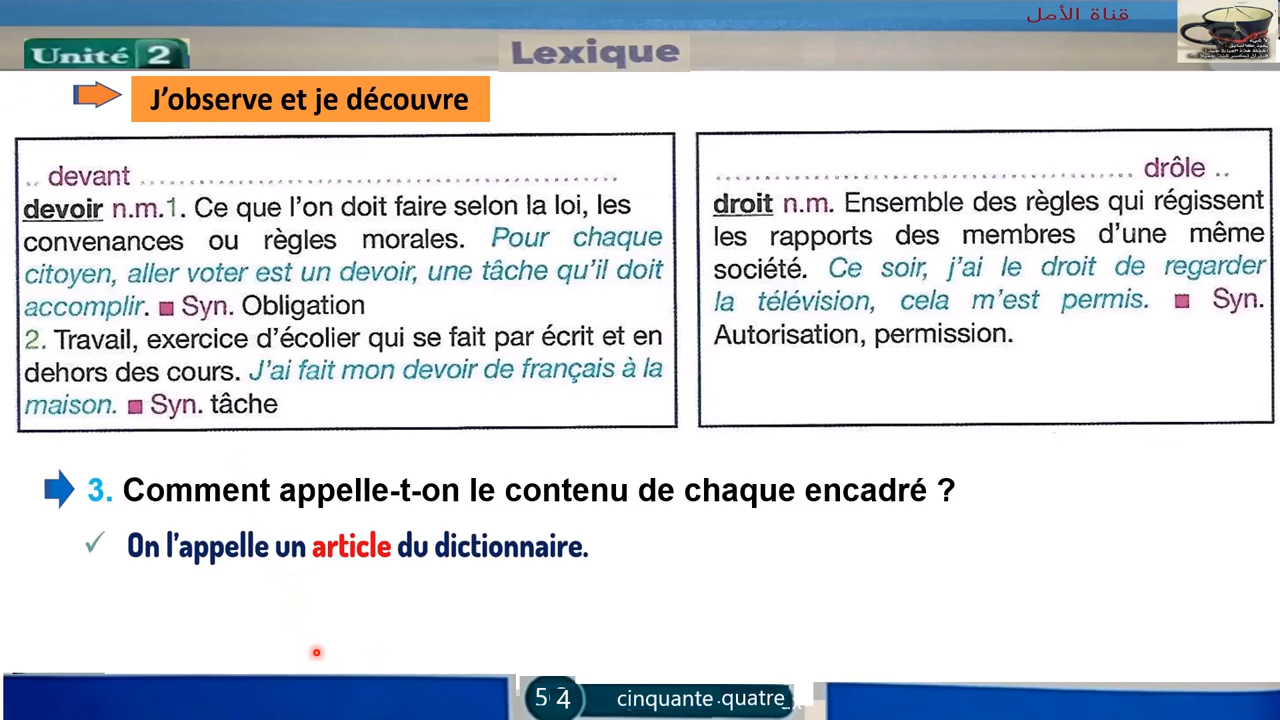 قناة الأمل
Unité 2
Lexique
J'observe et je découvre
.. devant ................................................
devoir n.m.1. Ce que l'on doit faire selon la loi, les
convenances ou règles morales. Pour chaque
citoyen, aller voter est un devoir, une tâche qu'il doit
accomplir. ■ Syn. Obligation
2. Travail, exercice d'écolier qui se fait par écrit et en
dehors des cours. J'ai fait mon devoir de français à la
maison. ■ Syn. tâche
................................................ drôle ..
droit n.m. Ensemble des règles qui régissent
les rapports des membres d'une même
société. Ce soir, j'ai le droit de regarder
la télévision, cela m'est permis. ■ Syn.
Autorisation, permission.
3. Comment appelle-t-on le contenu de chaque encadré ?
✓ On l'appelle un article du dictionnaire.
54 cinquante quatre